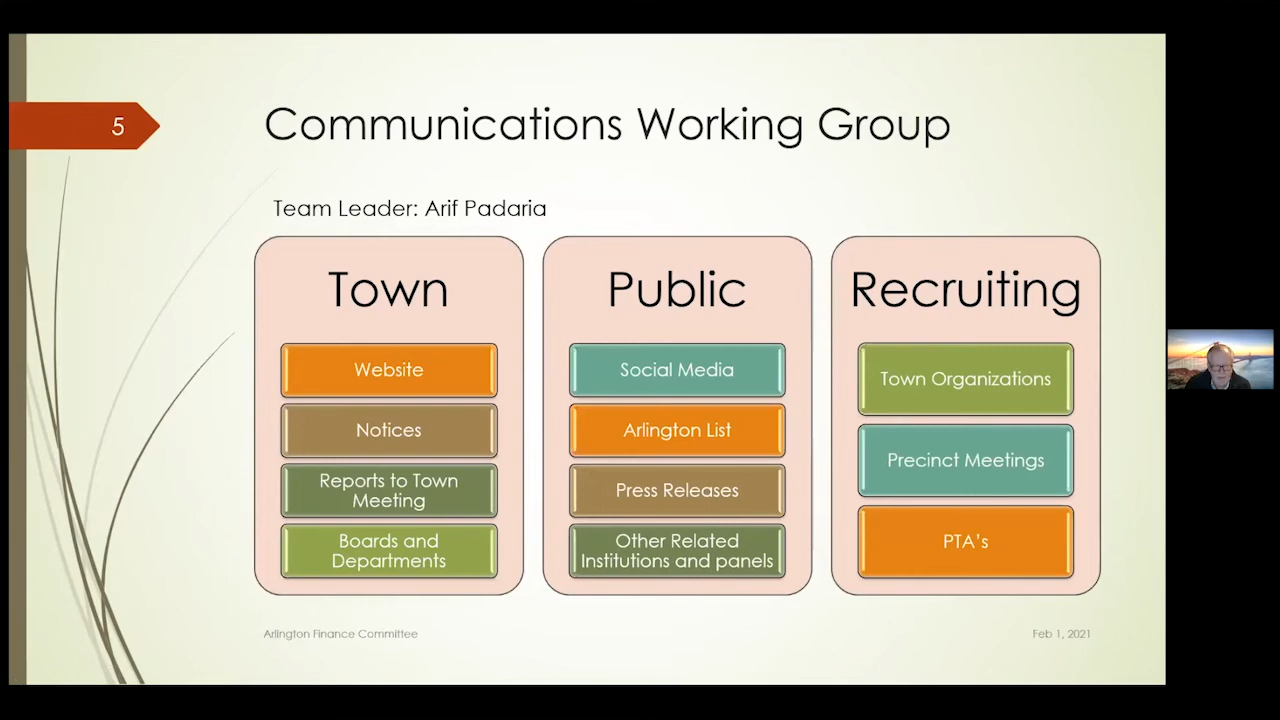 5
Communications Working Group
Team Leader: Arif Padaria
Town
Website
Notices
Reports to Town
Meeting
Boards and
Departments
Public
Social Media
Arlington List
Press Releases
Other Related
Institutions and panels
Recruiting
Town Organizations
Precinct Meetings
PTA's
Arlington Finance Committee
Feb 1, 2021